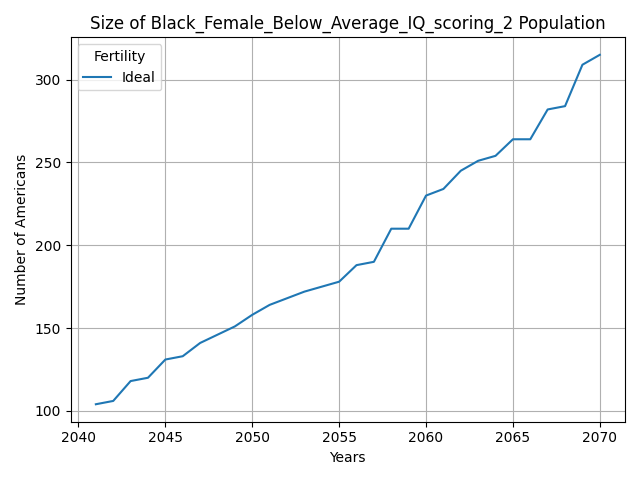 Size of Black_Female_Below_Average_IQ_scoring_2 Population
Fertility
Ideal
Number of Americans
300
250
200
150
100
2040 2045 2050 2055 2060 2065 2070
Years